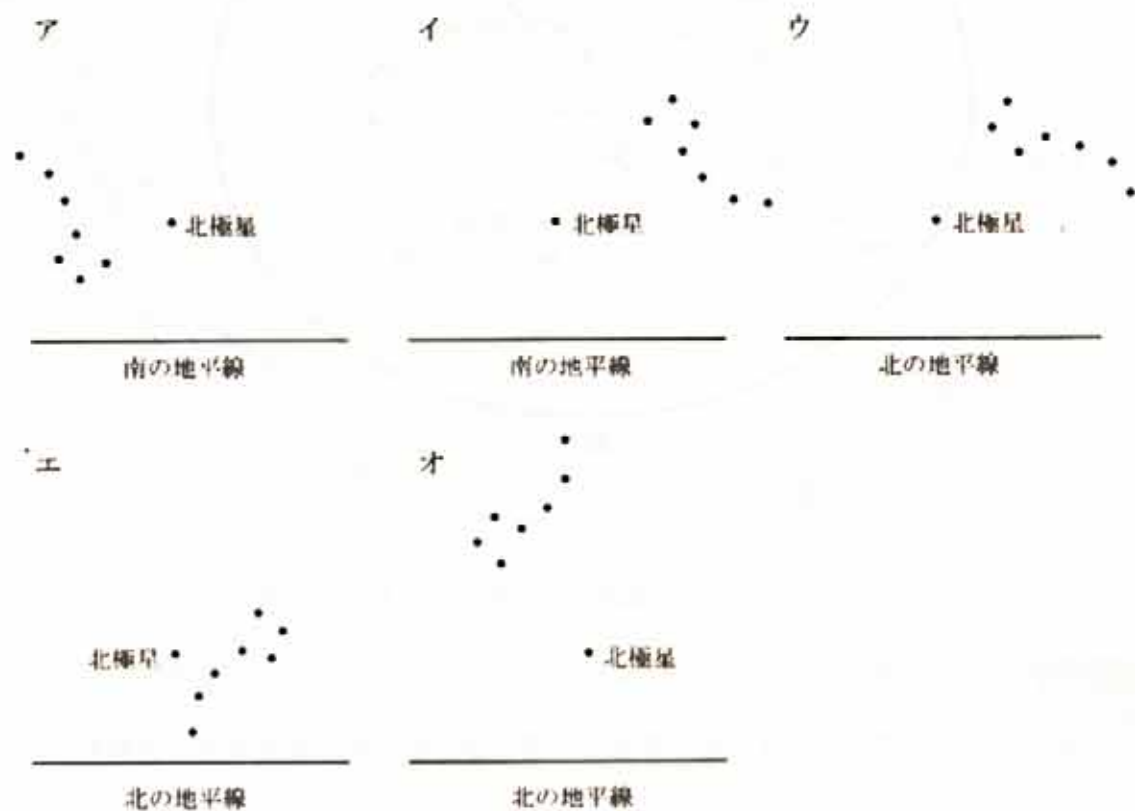 ア
北極星
南の地平線
イ
北極星
南の地平線
ウ
北極星
北の地平線
エ
北極星
北の地平線
オ
北極星
北の地平線